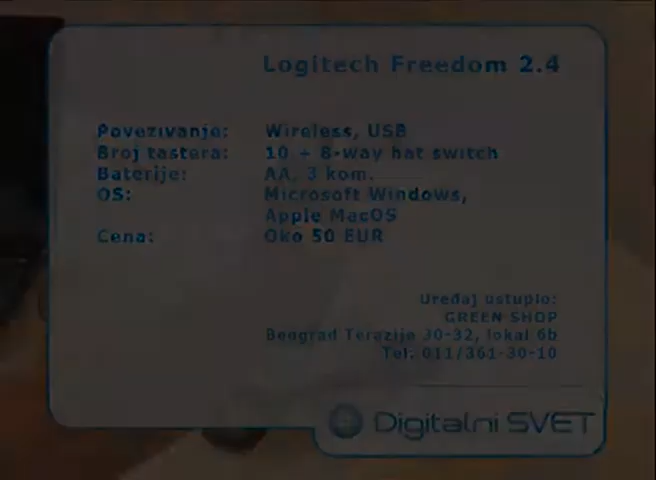 Logitech Freedom 2.4
Povezivanje: Wireless, USB
Broj tastera: 10 + 8-way hat switch
Baterije: AA, 3 kom.
OS: Microsoft Windows,
Apple MacOS
Cena: Oko 50 EUR
Uređaj ustuplo:
GREEN SHOP
Beograd Terazije 30-32, lokal 6b
Tel. 011/361-30-10
Digitalni SVET